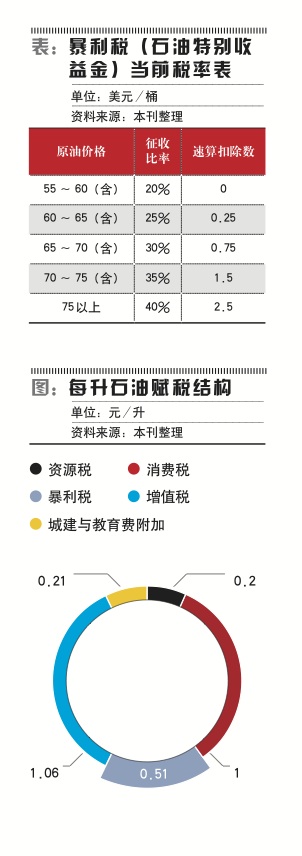 表：暴利税（石油特别收
益金）当前税率表
单位：美元／桶
资料来源：本刊整理
原油价格 征收比率 速算扣除数
55 ~ 60（含） 20% 0
60 ~ 65（含） 25% 0.25
65 ~ 70（含） 30% 0.75
70 ~ 75（含） 35% 1.5
75以上 40% 2.5
图：每升石油赋税结构
单位：元／升
资料来源：本刊整理
资源税 消费税
暴利税 增值税
城建与教育费附加
0.21 0.2
1.06 0.51 1